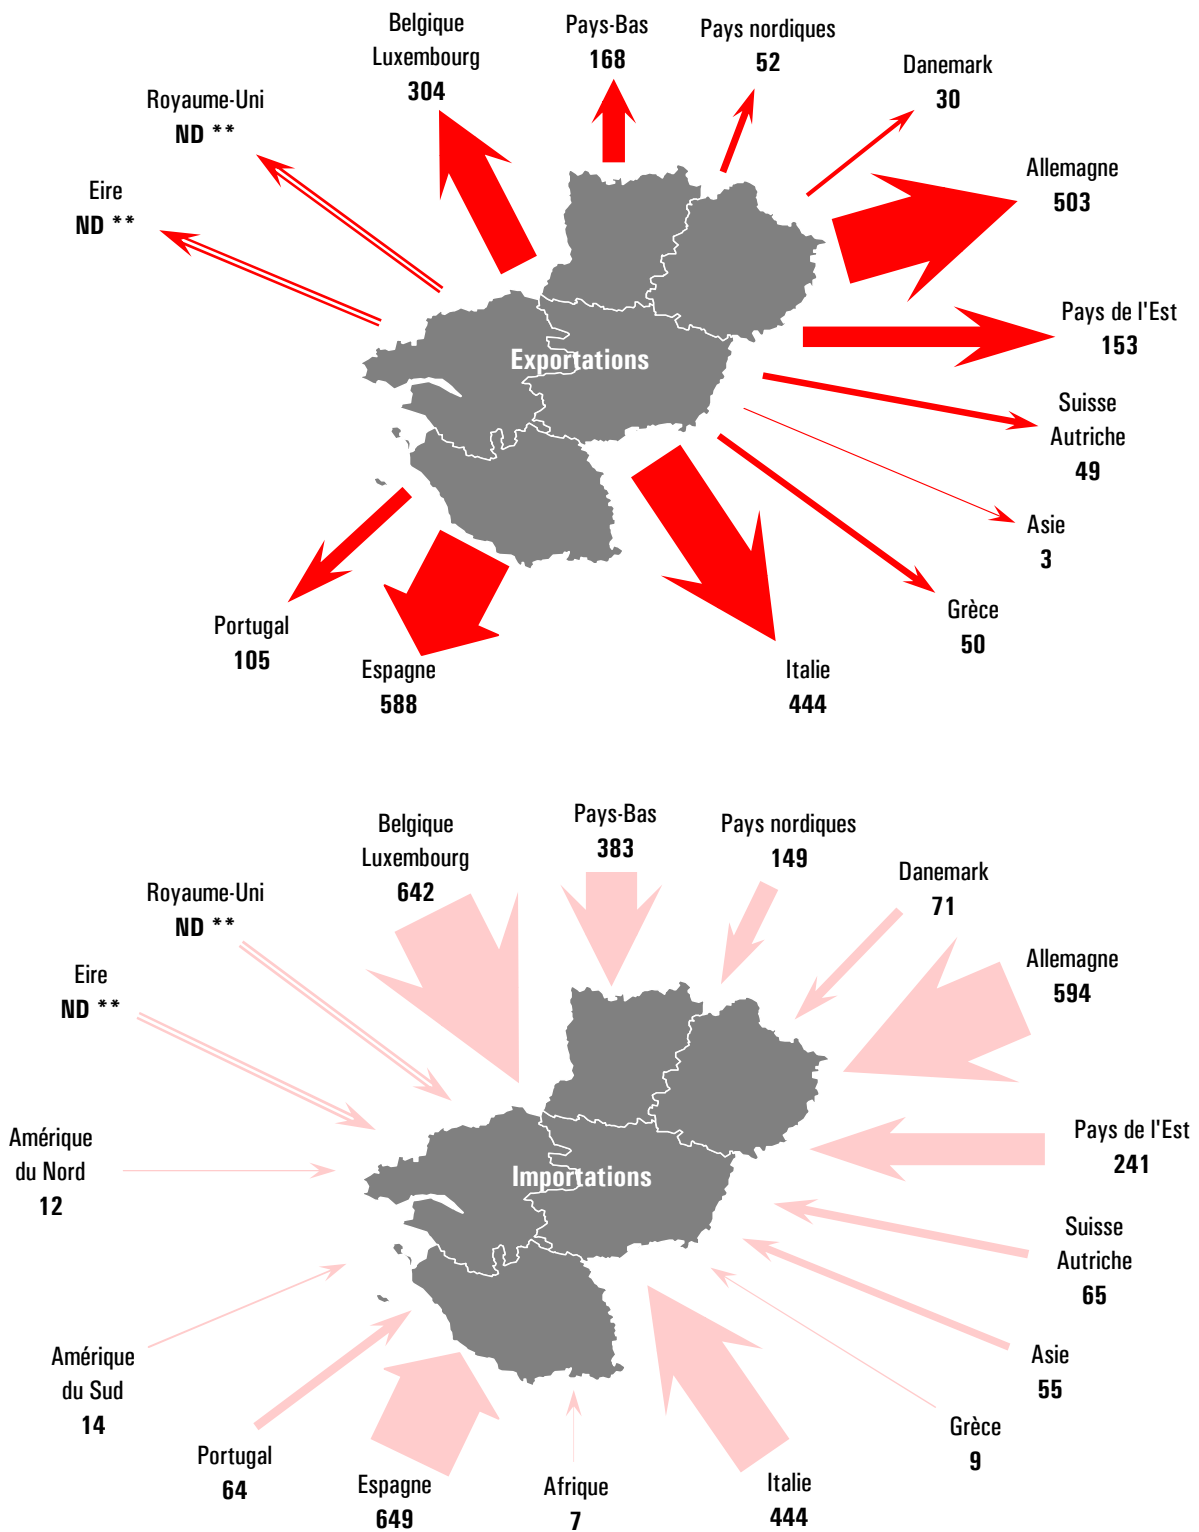 Belgique
Luxembourg
304
Pays-Bas
168
Pays nordiques
52
Danemark
30
Royaume-Uni
ND **
Eire
ND **
Allemagne
503
Pays de l'Est
153
Exportations
Suisse
Autriche
49
Asie
3
Grèce
50
Portugal
105
Espagne
588
Italie
444
Belgique
Luxembourg
642
Pays-Bas
383
Pays nordiques
149
Danemark
71
Royaume-Uni
ND **
Eire
ND **
Allemagne
594
Amérique
du Nord
12
Pays de l'Est
241
Importations
Suisse
Autriche
65
Amérique
du Sud
14
Asie
55
Grèce
9
Portugal
64
Espagne
649
Afrique
7
Italie
444